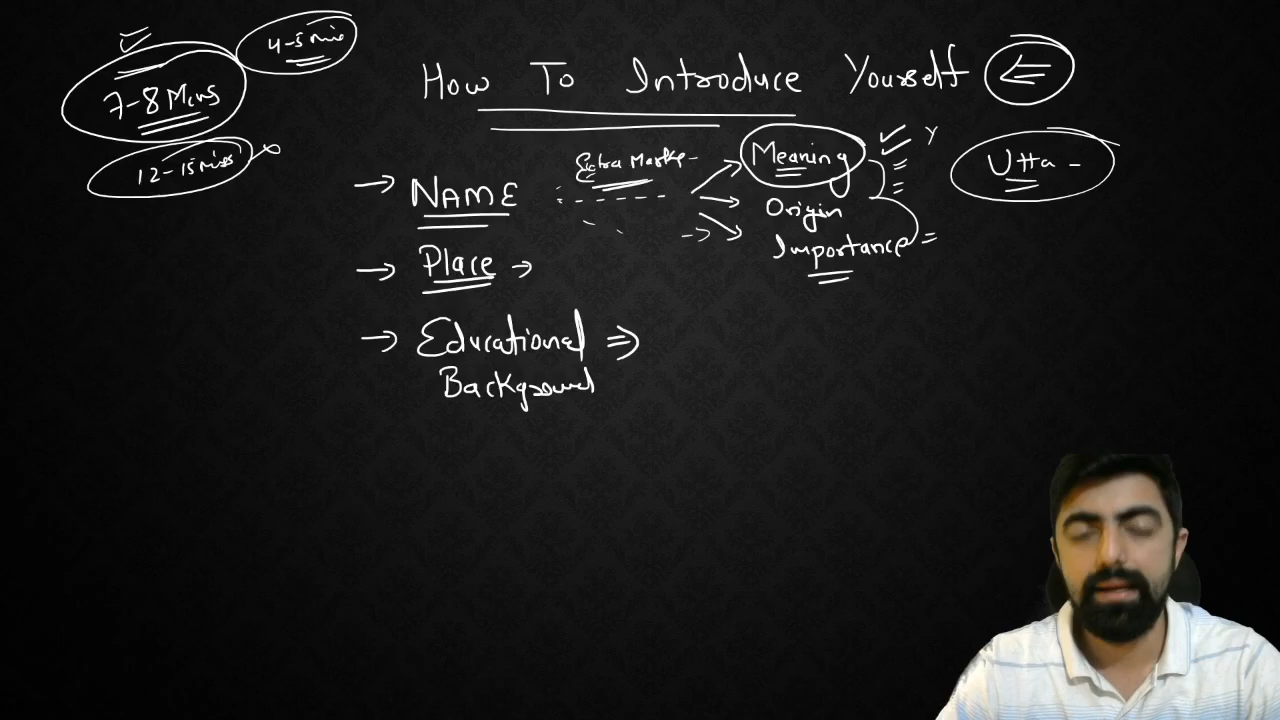 4-5 min
7-8 Mins
12-15 mins
How To Introduce Yourself
Extra Marks
NAME
Meaning
Origin
Importance
Utta -
Place
Educational
Background